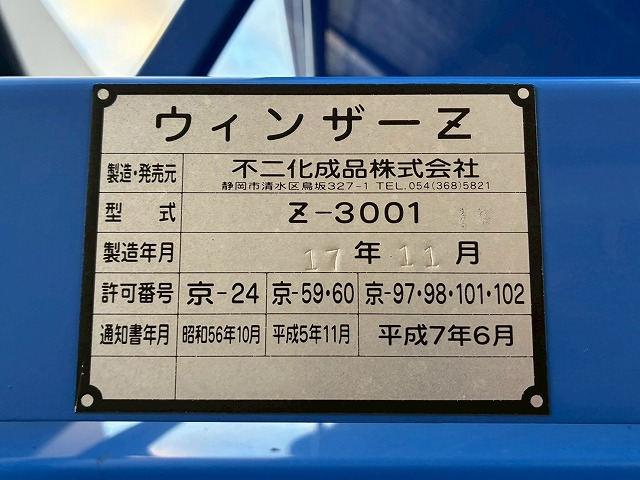 ウィンザーZ
製造・発売元 不二化成品株式会社
静岡市清水区鳥坂327-1 TEL.054(368)5821
型式 Z-3001
製造年月 17年11月
許可番号 京-24 京-59・60 京-97・98・101・102
通知書年月 昭和56年10月 平成5年11月 平成7年6月